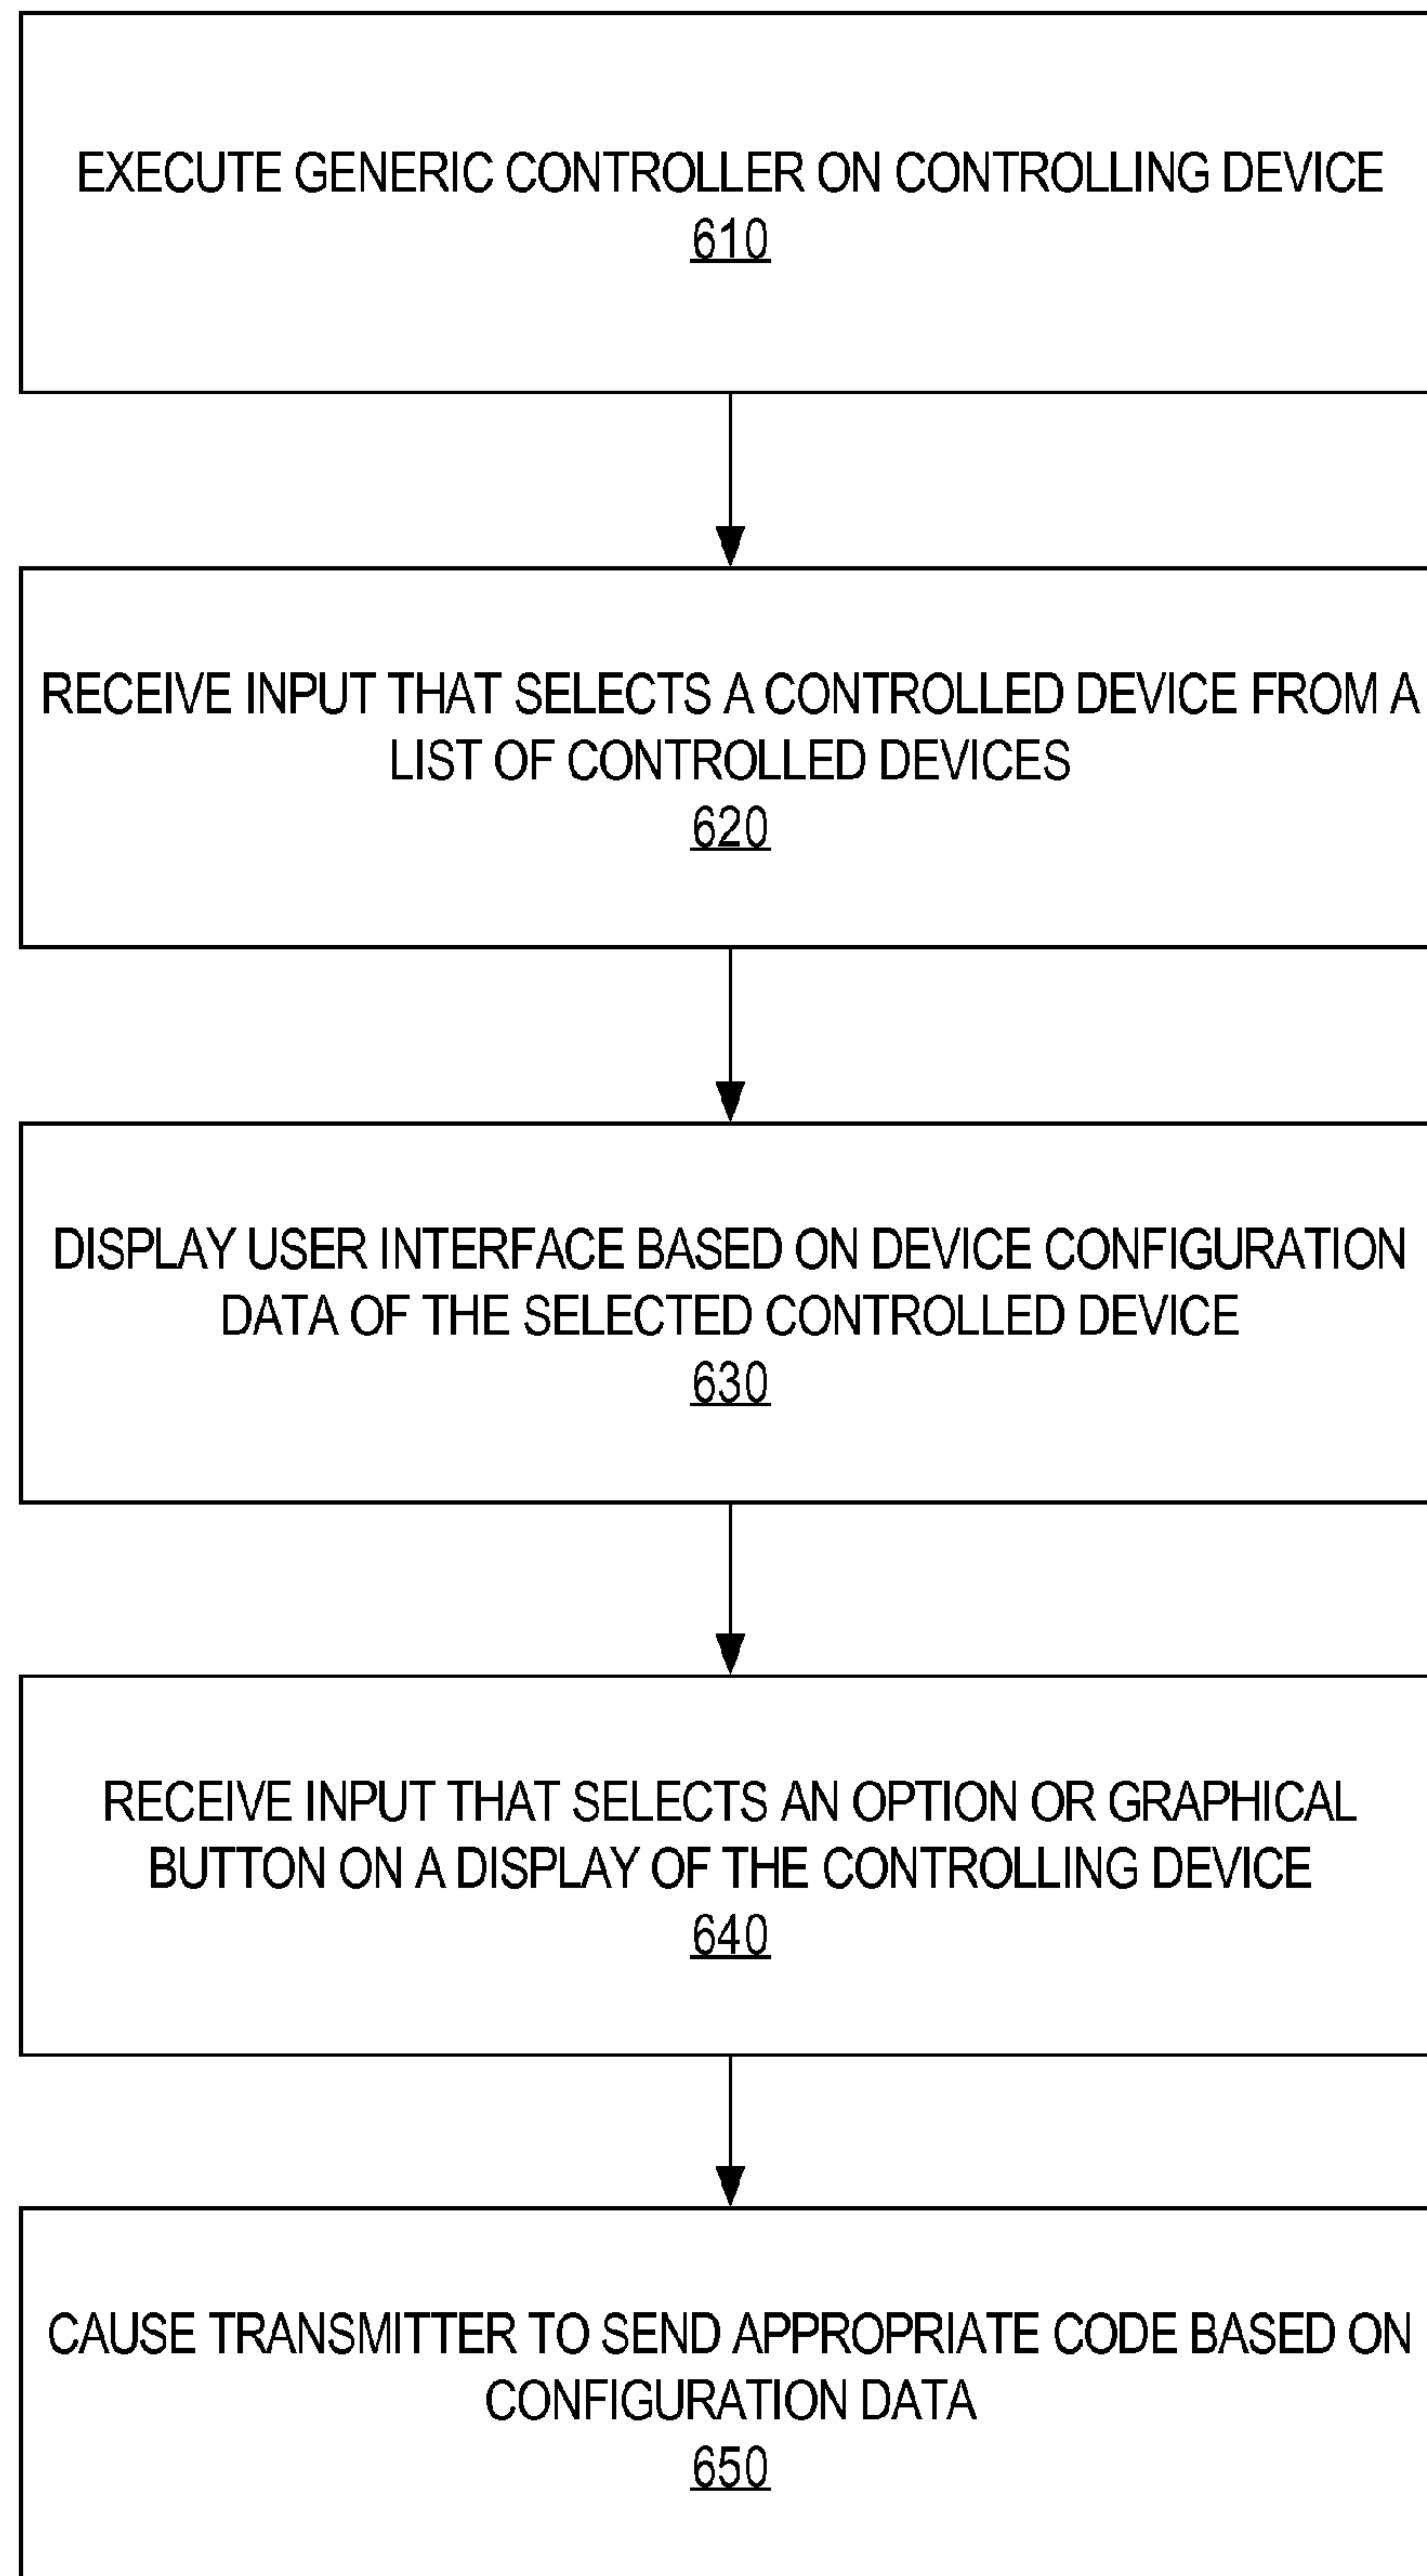 EXECUTE GENERIC CONTROLLER ON CONTROLLING DEVICE
610
RECEIVE INPUT THAT SELECTS A CONTROLLED DEVICE FROM A
LIST OF CONTROLLED DEVICES
620
DISPLAY USER INTERFACE BASED ON DEVICE CONFIGURATION
DATA OF THE SELECTED CONTROLLED DEVICE
630
RECEIVE INPUT THAT SELECTS AN OPTION OR GRAPHICAL
BUTTON ON A DISPLAY OF THE CONTROLLING DEVICE
640
CAUSE TRANSMITTER TO SEND APPROPRIATE CODE BASED ON
CONFIGURATION DATA
650